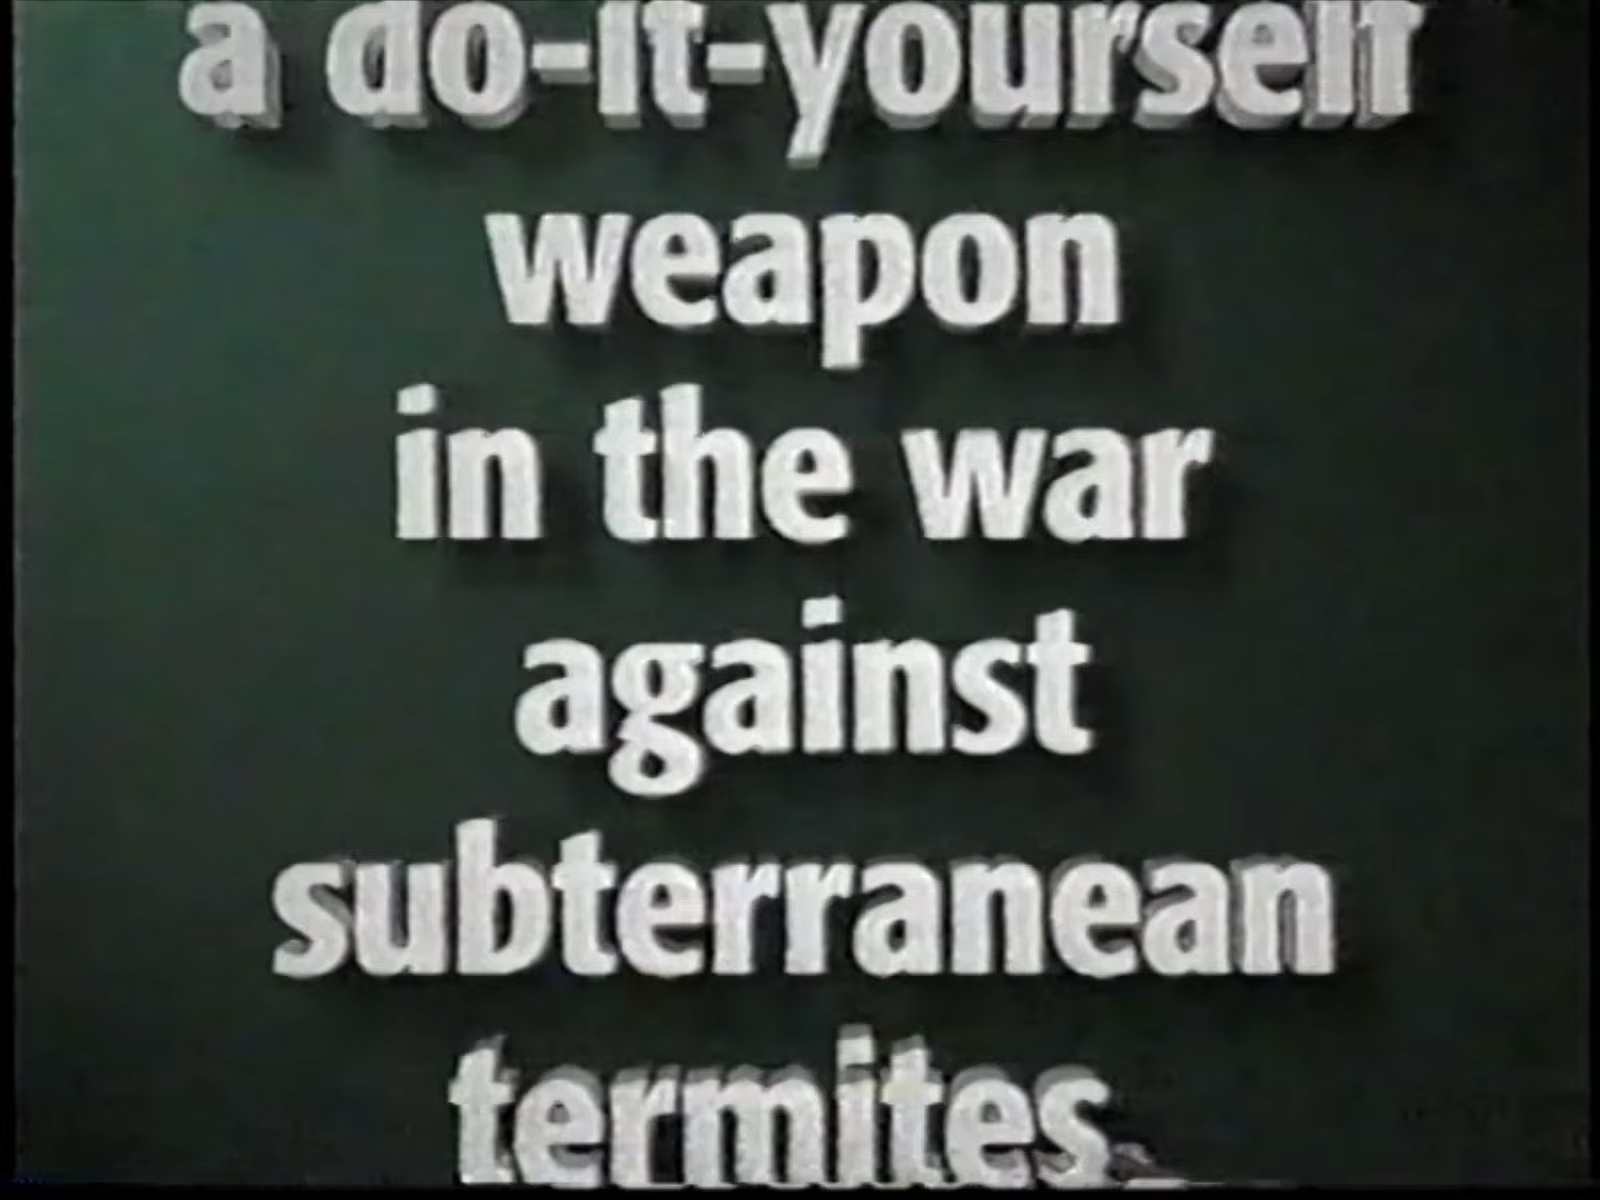 a do-it-yourself
weapon
in the war
against
subterranean
termites.